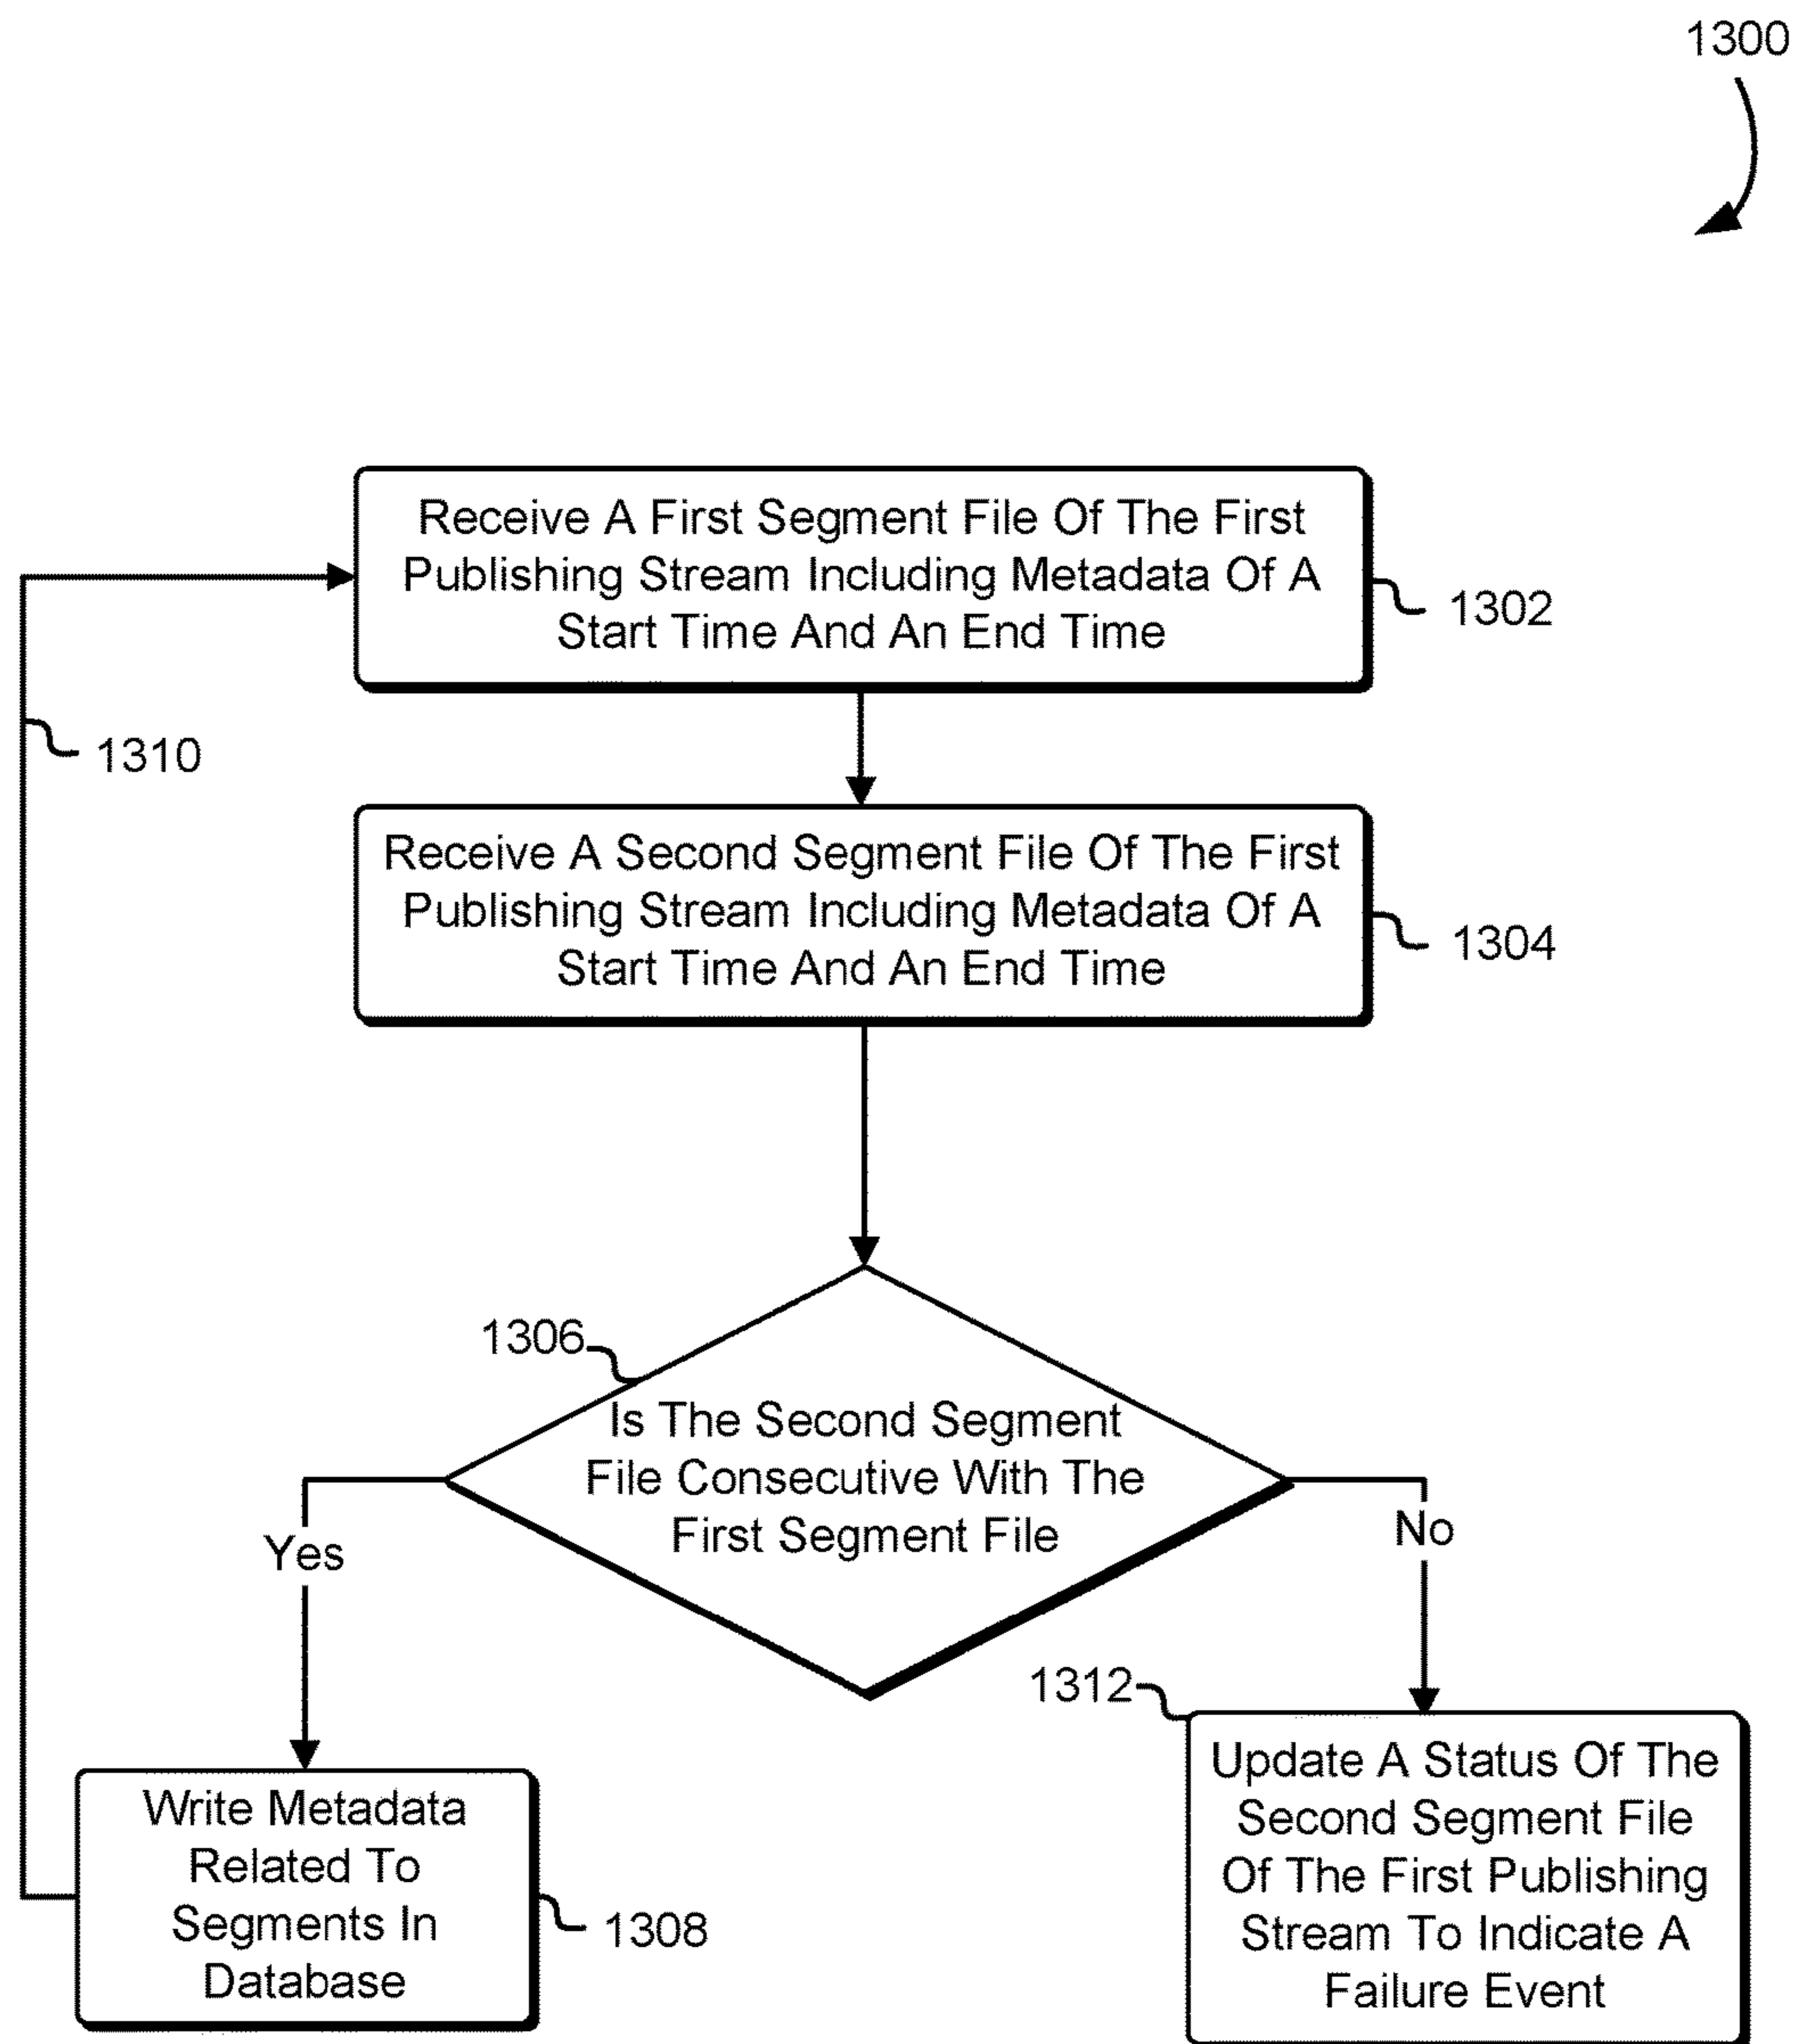 1300
Receive A First Segment File Of The First
Publishing Stream Including Metadata Of A
Start Time And An End Time
1302
1310
Receive A Second Segment File Of The First
Publishing Stream Including Metadata Of A
Start Time And An End Time
1304
1306
Is The Second Segment
File Consecutive With The
First Segment File
Yes
No
1312
Write Metadata
Related To
Segments In
Database
1308
Update A Status Of The
Second Segment File
Of The First Publishing
Stream To Indicate A
Failure Event